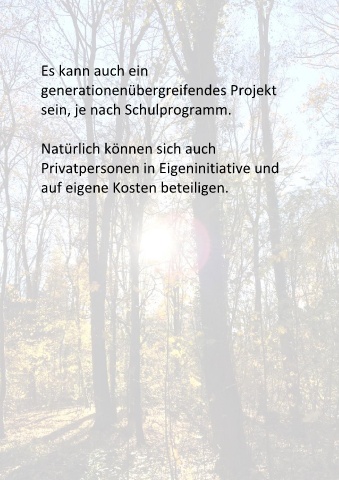 Es kann auch ein
generationenübergreifendes Projekt
sein, je nach Schulprogramm.
Natürlich können sich auch
Privatpersonen in Eigeninitiative und
auf eigene Kosten beteiligen.